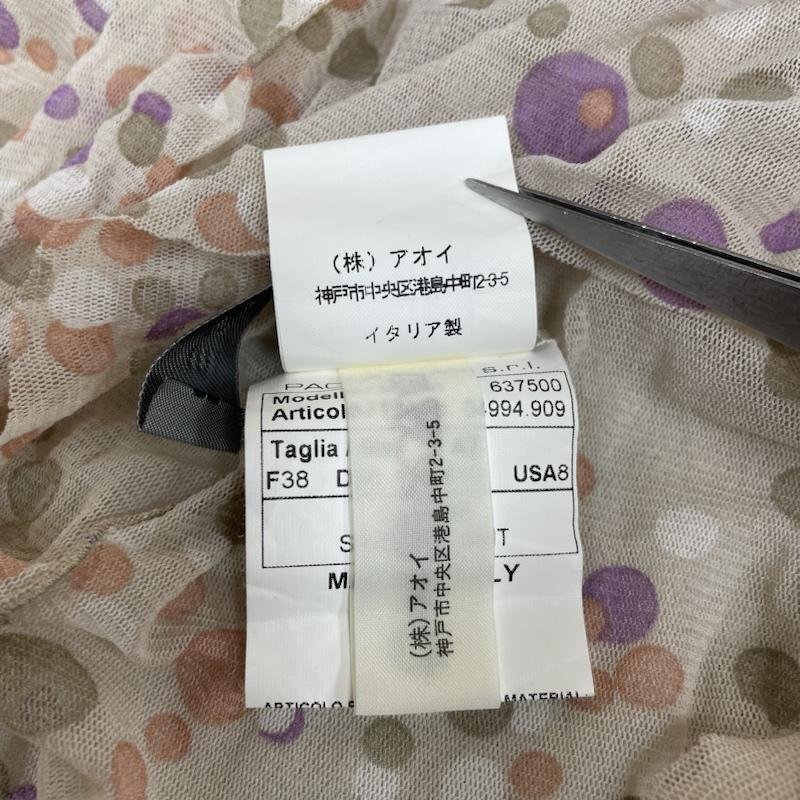 (株)アオイ
神戸市中央区港島中町2-3-5
イタリア製
PAC s.r.l.
Modell 637500
Articol 994.909
Taglia
F38 D USA8
S T
M LY
(株)アオイ
神戸市中央区港島中町2-3-5
ARTICOLO MATERIAL